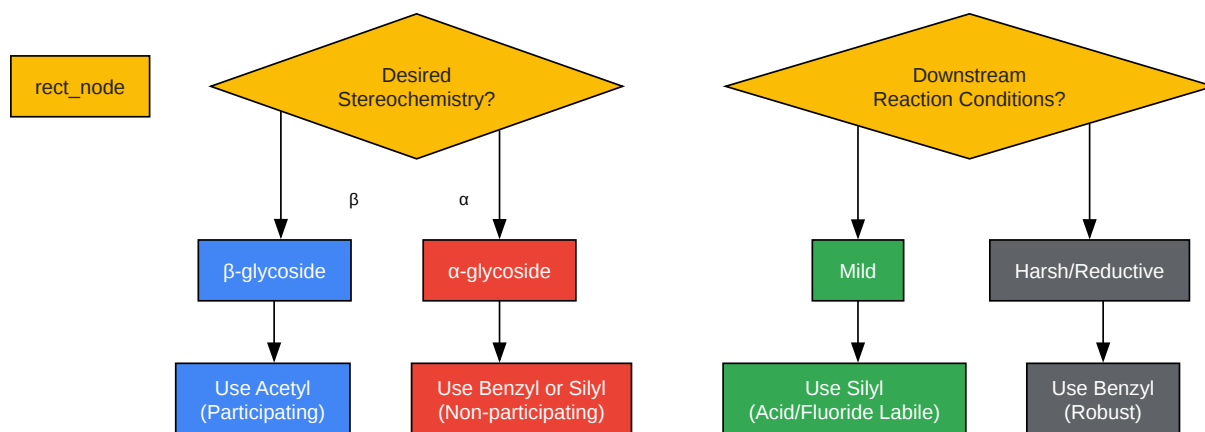 rect_node
Desired
Stereochemistry?
Downstream
Reaction Conditions?
β
α
β-glycoside
α-glycoside
Mild
Harsh/Reductive
Use Acetyl
(Participating)
Use Benzyl or Silyl
(Non-participating)
Use Silyl
(Acid/Fluoride Labile)
Use Benzyl
(Robust)